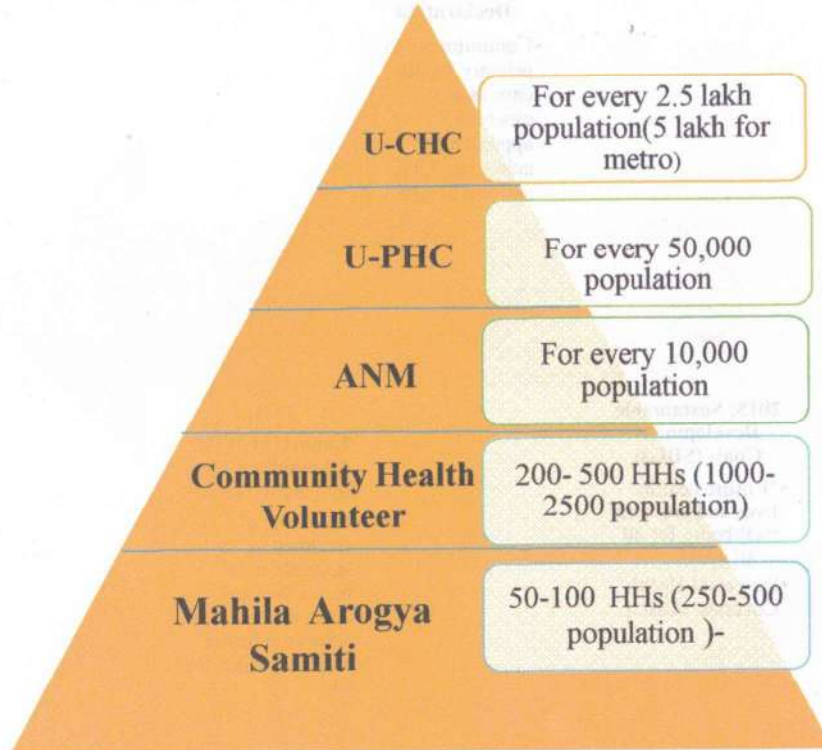 U-CHC
For every 2.5 lakh
population(5 lakh for
metro)
U-PHC
For every 50,000
population
ANM
For every 10,000
population
Community Health
Volunteer
200- 500 HHs (1000-
2500 population)
Mahila Arogya
Samiti
50-100 HHs (250-500
population )-